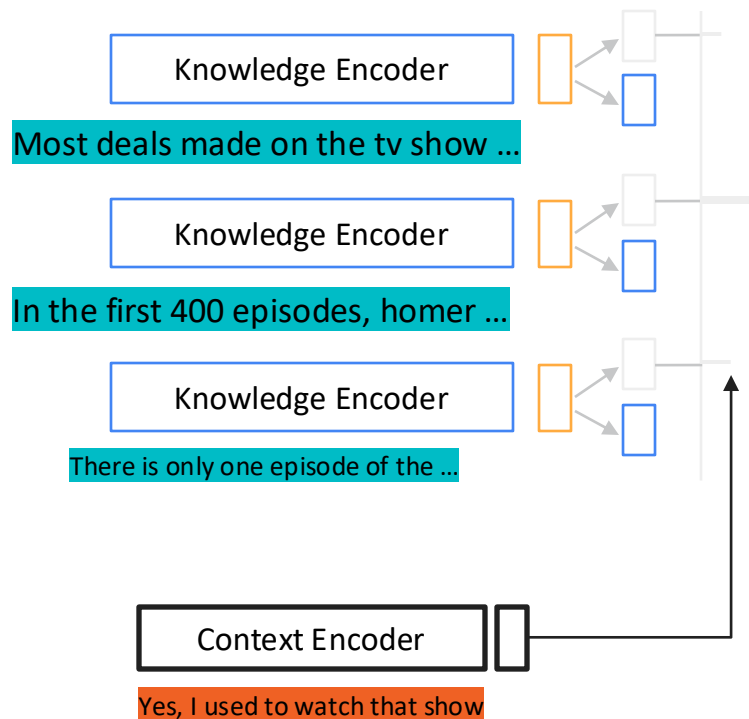 Knowledge Encoder
Most deals made on the tv show …
Knowledge Encoder
In the first 400 episodes, homer …
Knowledge Encoder
There is only one episode of the …
Context Encoder
Yes, I used to watch that show